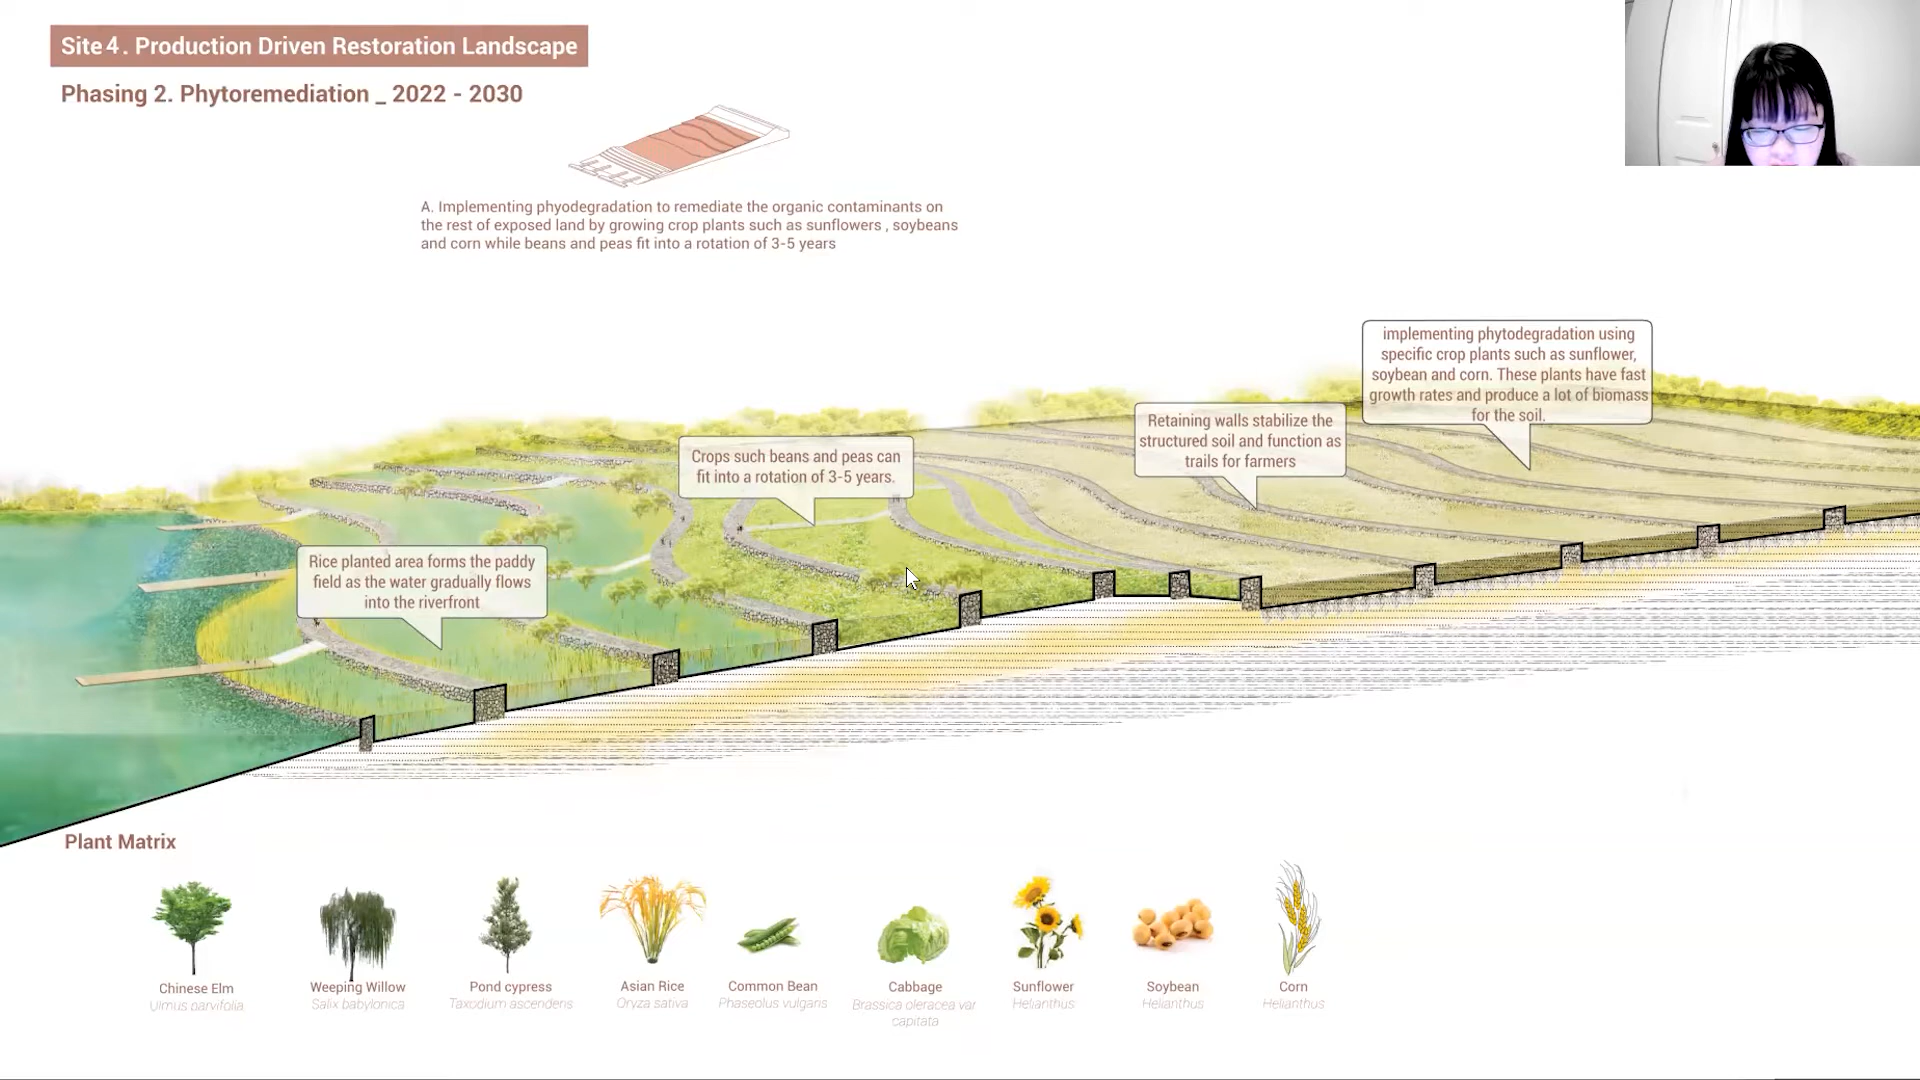 Site 4. Production Driven Restoration Landscape
Phasing 2. Phytoremediation _ 2022 - 2030
A. Implementing phyodegradation to remediate the organic contaminants on
the rest of exposed land by growing crop plants such as sunflowers , soybeans
and corn while beans and peas fit into a rotation of 3-5 years
implementing phytodegradation using
specific crop plants such as sunflower,
soybean and corn. These plants have fast
growth rates and produce a lot of biomass
for the soil.
Retaining walls stabilize the
structured soil and function as
trails for farmers
Crops such beans and peas can
fit into a rotation of 3-5 years.
Rice planted area forms the paddy
field as the water gradually flows
into the riverfront
Plant Matrix
Chinese Elm
Ulmus parvifolia
Weeping Willow
Salix babylonica
Pond cypress
Taxodium ascendens
Asian Rice
Oryza sativa
Common Bean
Phaseolus vulgaris
Cabbage
Brassica oleracea var
capitata
Sunflower
Helianthus
Soybean
Helianthus
Corn
Helianthus